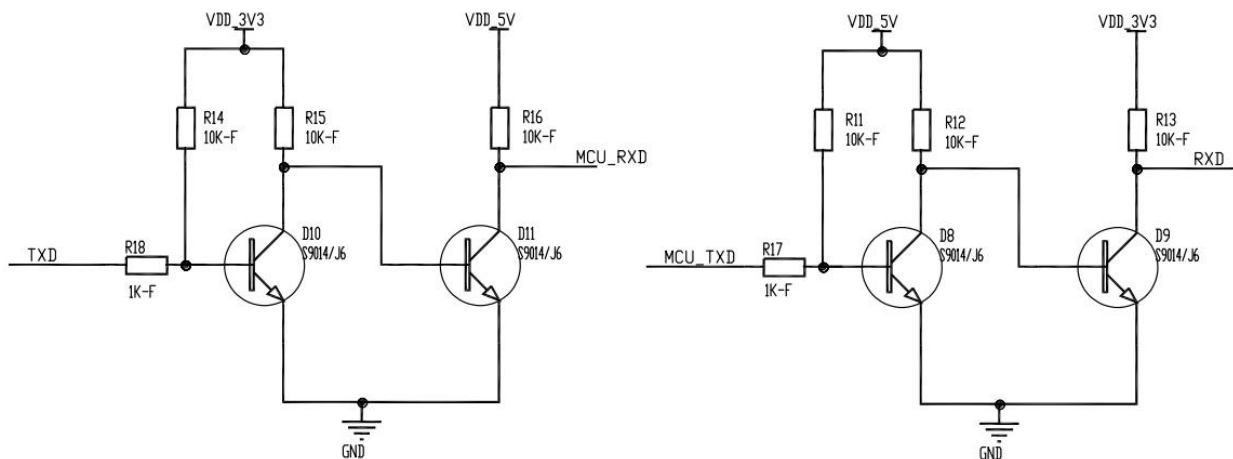 VDD_3V3
VDD_5V
R14
10K-F
R15
10K-F
R16
10K-F
MCU_RXD
D10
S9014/J6
D11
S9014/J6
TXD
R18
1K-F
GND
VDD_5V
VDD_3V3
R11
10K-F
R12
10K-F
R13
10K-F
RXD
D8
S9014/J6
D9
S9014/J6
MCU_TXD
R17
1K-F
GND